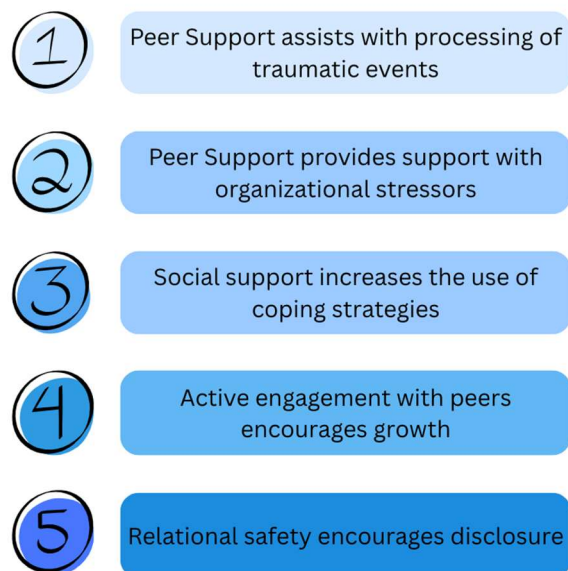 1
Peer Support assists with processing of
traumatic events
2
Peer Support provides support with
organizational stressors
3
Social support increases the use of
coping strategies
4
Active engagement with peers
encourages growth
5
Relational safety encourages disclosure